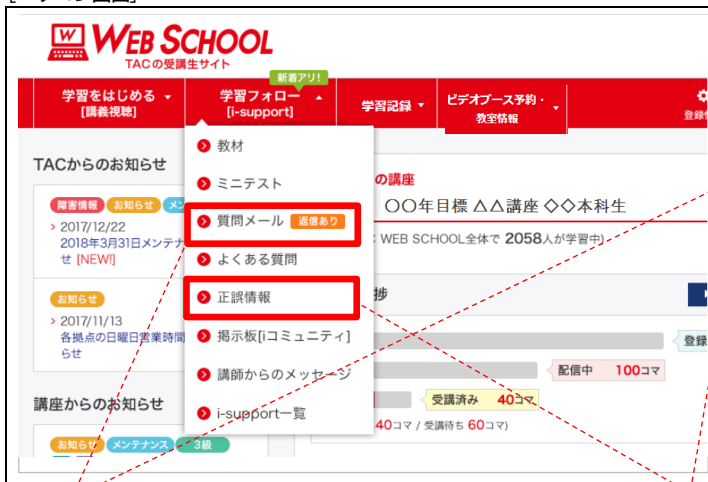 WEB SCHOOL
TACの受講生サイト
新着アリ!
学習をはじめる
[講義視聴]
学習フォロー
[i-support]
学習記録
ビデオブース予約・
教室情報
TACからのお知らせ
障害情報 お知らせ
2017/12/22
2018年3月31日メンテナ
せ [NEW!]
お知らせ
2017/11/13
各拠点の日曜日営業時間
らせ
講座からのお知らせ
お知らせ メンテナンス 3級
教材
ミニテスト
質問メール 返信あり
よくある質問
正誤情報
掲示板[iコミュニティ]
講師からのメッセージ
i-support一覧
の講座
〇〇年目標 △△講座 ◇◇本科生
WEB SCHOOL全体で 2058人が学習中)
捗
登録
配信中 100コマ
受講済み 40コマ
40コマ / 受講待ち 60コマ)